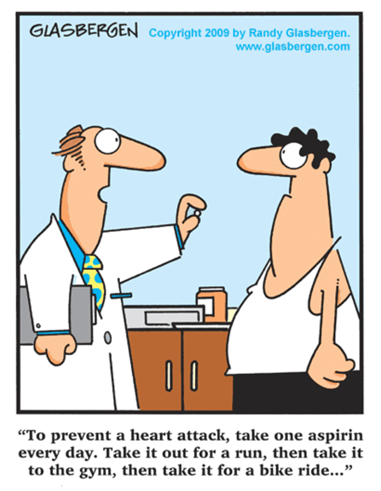 GLASBERGEN
Copyright 2009 by Randy Glasbergen.
www.glasbergen.com
“To prevent a heart attack, take one aspirin
every day. Take it out for a run, then take it
to the gym, then take it for a bike ride...”